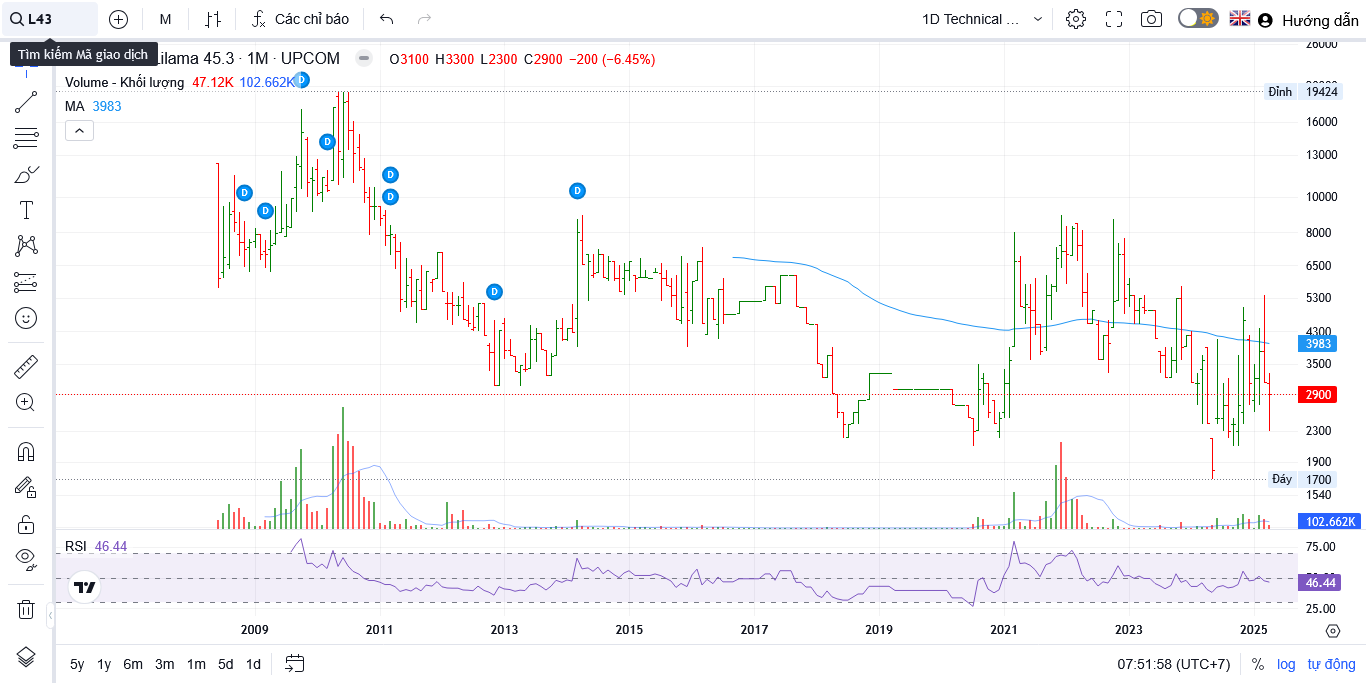 L43
M
Các chỉ báo
1D Technical ...
Hướng dẫn
Tìm kiếm Mã giao dịch
Lilama 45.3 · 1M · UPCOM
O3100 H3300 L2300 C2900 −200 (−6.45%)
Volume - Khối lượng 47.12K 102.662K
MA 3983
D
D
D
D
D
D
D
D
26000
Đỉnh 19424
16000
13000
10000
8000
6500
5300
4300
3983
3500
2900
2300
1900
Đáy 1700
1540
102.662K
RSI 46.44
75.00
46.44
25.00
2009 2011 2013 2015 2017 2019 2021 2023 2025
5y 1y 6m 3m 1m 5d 1d
07:51:58 (UTC+7) % log tự động